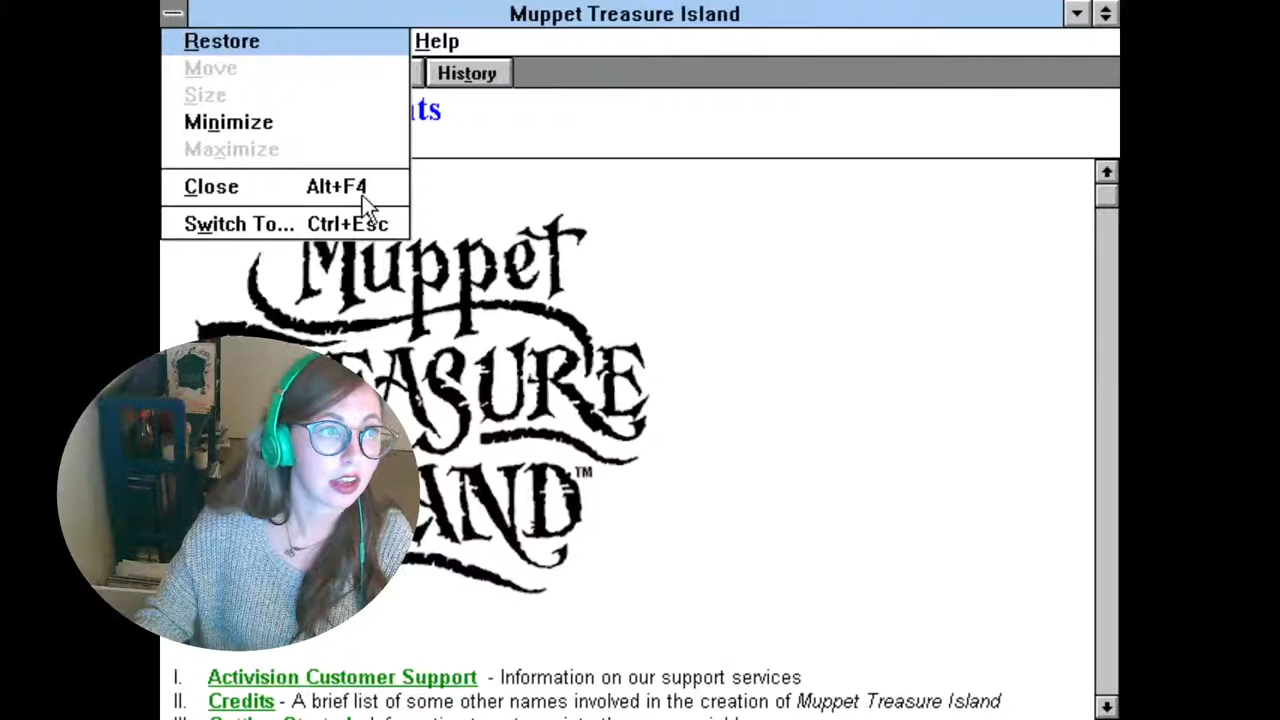 Muppet Treasure Island
Restore
Help
Move
History
Size
nts
Minimize
Maximize
Close Alt+F4
Switch To... Ctrl+Esc
Muppet
EASURE
AND™
I. Activision Customer Support - Information on our support services
II. Credits - A brief list of some other names involved in the creation of Muppet Treasure Island